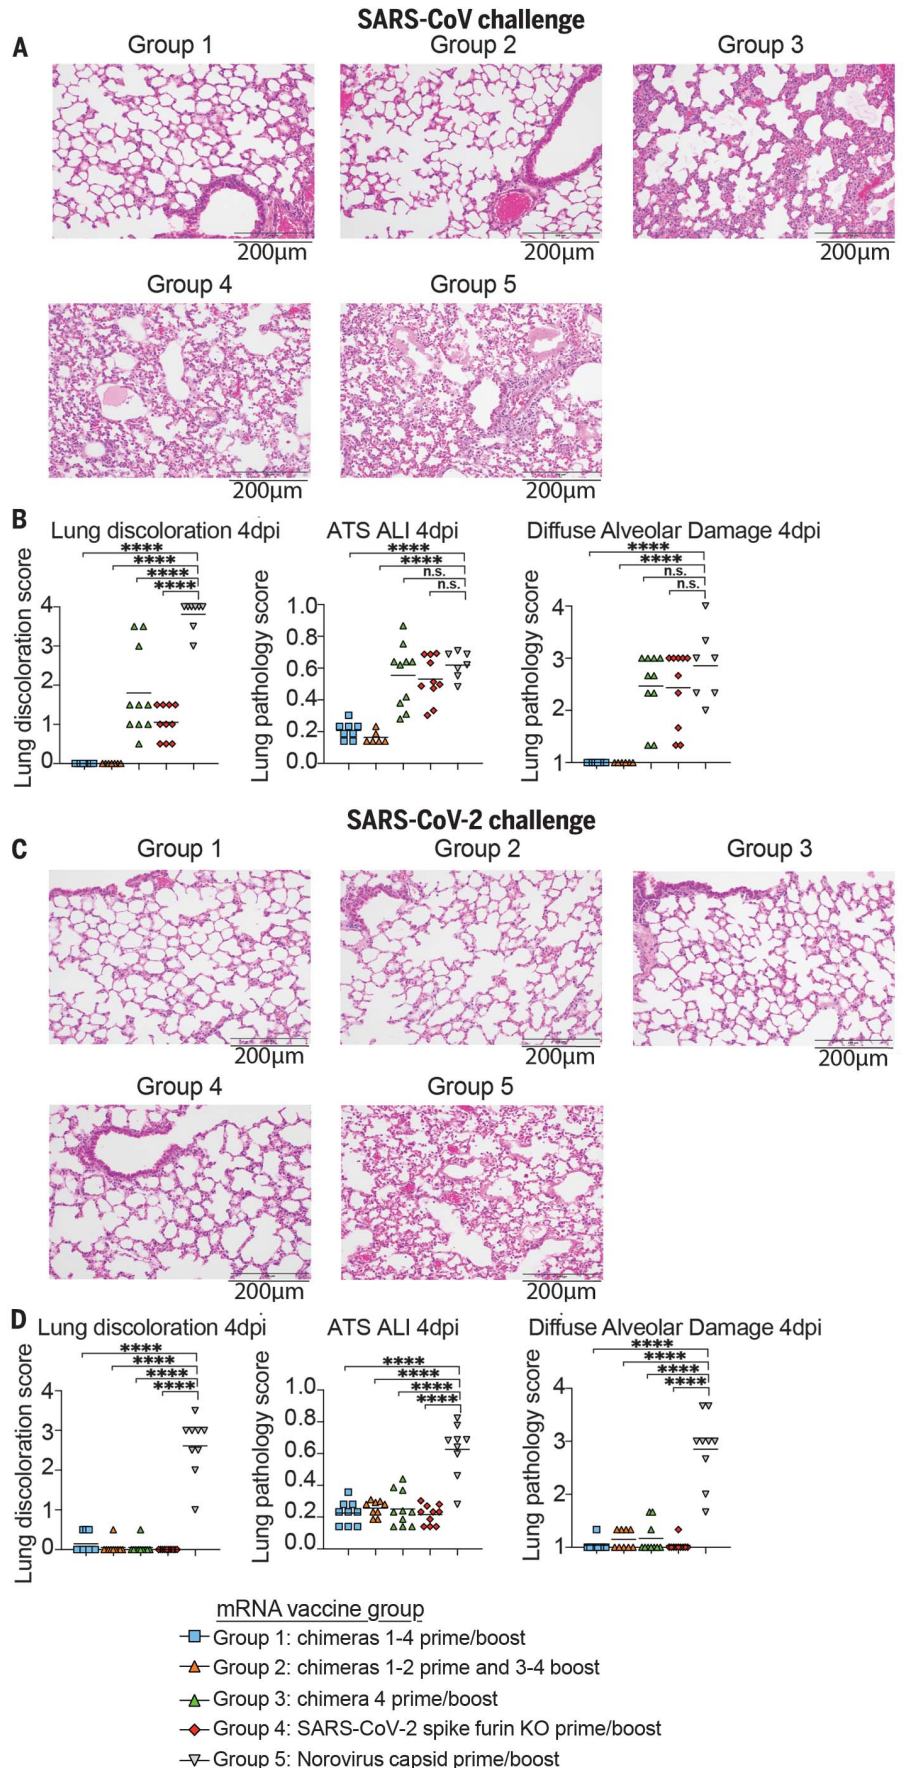 SARS-CoV challenge
A
Group 1
Group 2
Group 3
200µm
200µm
200µm
Group 4
Group 5
200µm
200µm
B
Lung discoloration 4dpi
ATS ALI 4dpi
Diffuse Alveolar Damage 4dpi
****
****
****
****
****
****
n.s.
n.s.
****
****
n.s.
n.s.
Lung discoloration score
4
3
2
1
0
Lung pathology score
1.0
0.8
0.6
0.4
0.2
0.0
Lung pathology score
4
3
2
1
SARS-CoV-2 challenge
C
Group 1
Group 2
Group 3
200µm
200µm
200µm
Group 4
Group 5
200µm
200µm
D
Lung discoloration 4dpi
ATS ALI 4dpi
Diffuse Alveolar Damage 4dpi
****
****
****
****
****
****
****
****
****
****
****
****
Lung discoloration score
4
3
2
1
0
Lung pathology score
1.0
0.8
0.6
0.4
0.2
0.0
Lung pathology score
4
3
2
1
mRNA vaccine group
Group 1: chimeras 1-4 prime/boost
Group 2: chimeras 1-2 prime and 3-4 boost
Group 3: chimera 4 prime/boost
Group 4: SARS-CoV-2 spike furin KO prime/boost
Group 5: Norovirus capsid prime/boost